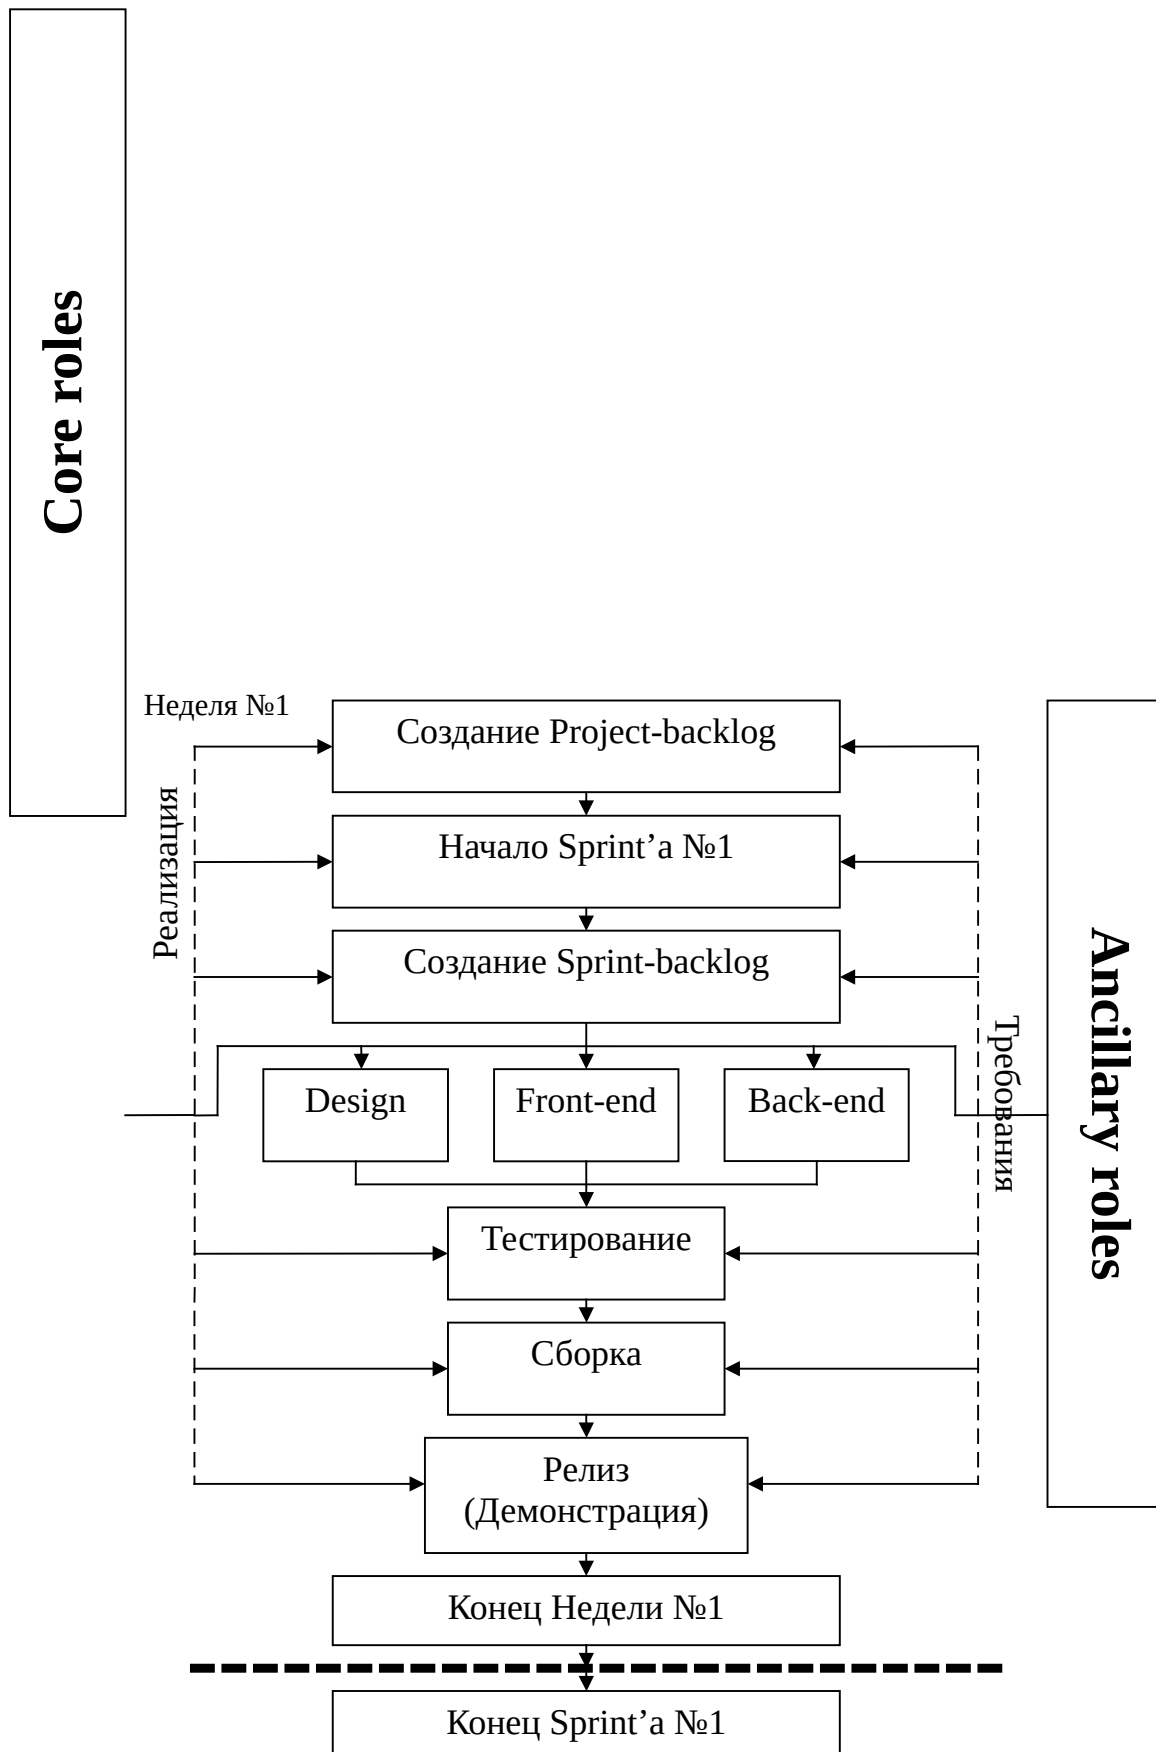 Core roles
Неделя №1
Создание Project-backlog
Реализация
Начало Sprint’а №1
Создание Sprint-backlog
Ancillary roles
Требования
Design
Front-end
Back-end
Тестирование
Сборка
Релиз
(Демонстрация)
Конец Недели №1
Конец Sprint’а №1